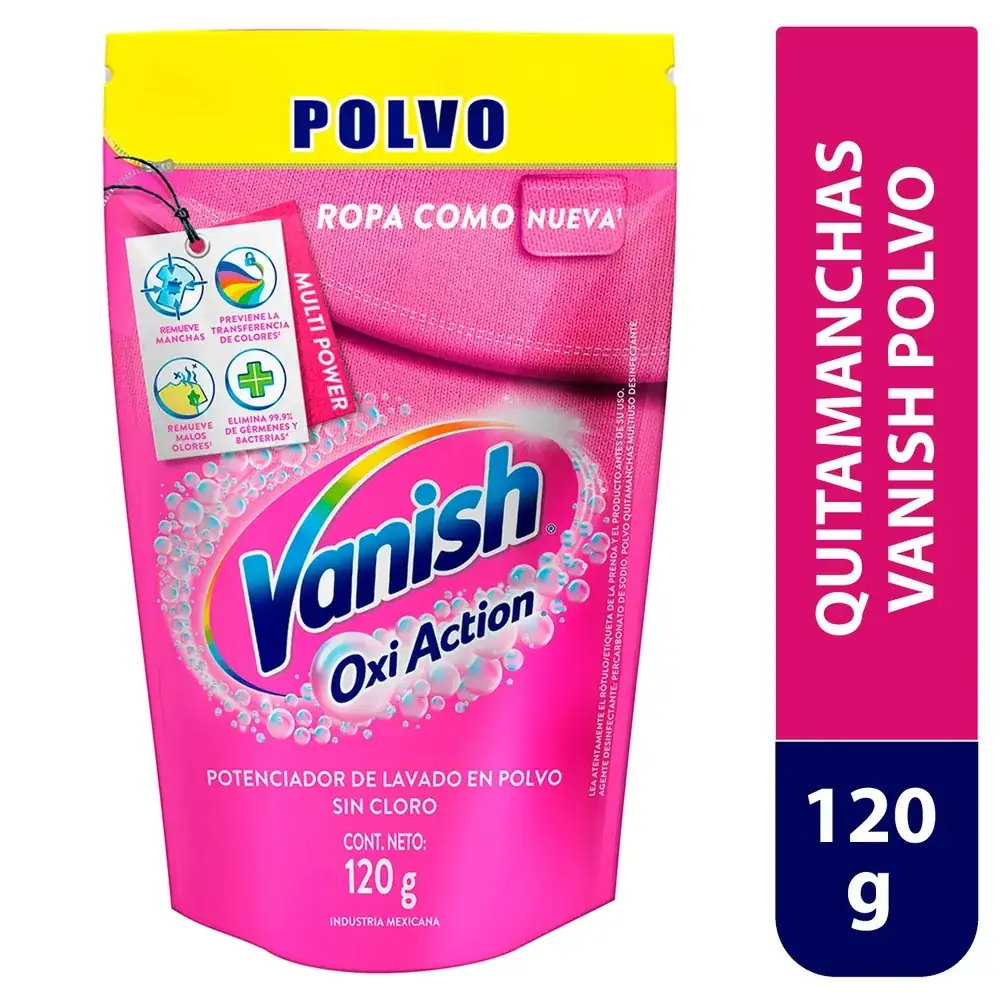 POLVO
ROPA COMO NUEVA¹
MULTI POWER
REMUEVE
MANCHAS
PREVIENE LA
TRANSFERENCIA
DE COLORES²
REMUEVE
MALOS
OLORES³
ELIMINA 99.9%
DE GÉRMENES Y
BACTERIAS⁴
Vanish®
Oxi Action®
LEA ATENTAMENTE EL RÓTULO/ETIQUETA DE LA PRENDA Y EL PRODUCTO ANTES DE SU USO.
AGENTE DESINFECTANTE: PERCARBONATO DE SODIO. POLVO QUITAMANCHAS MULTIUSO DESINFECTANTE.
POTENCIADOR DE LAVADO EN POLVO
SIN CLORO
CONT. NETO:
120 g
INDUSTRIA MEXICANA
QUITAMANCHAS
VANISH POLVO
120
g